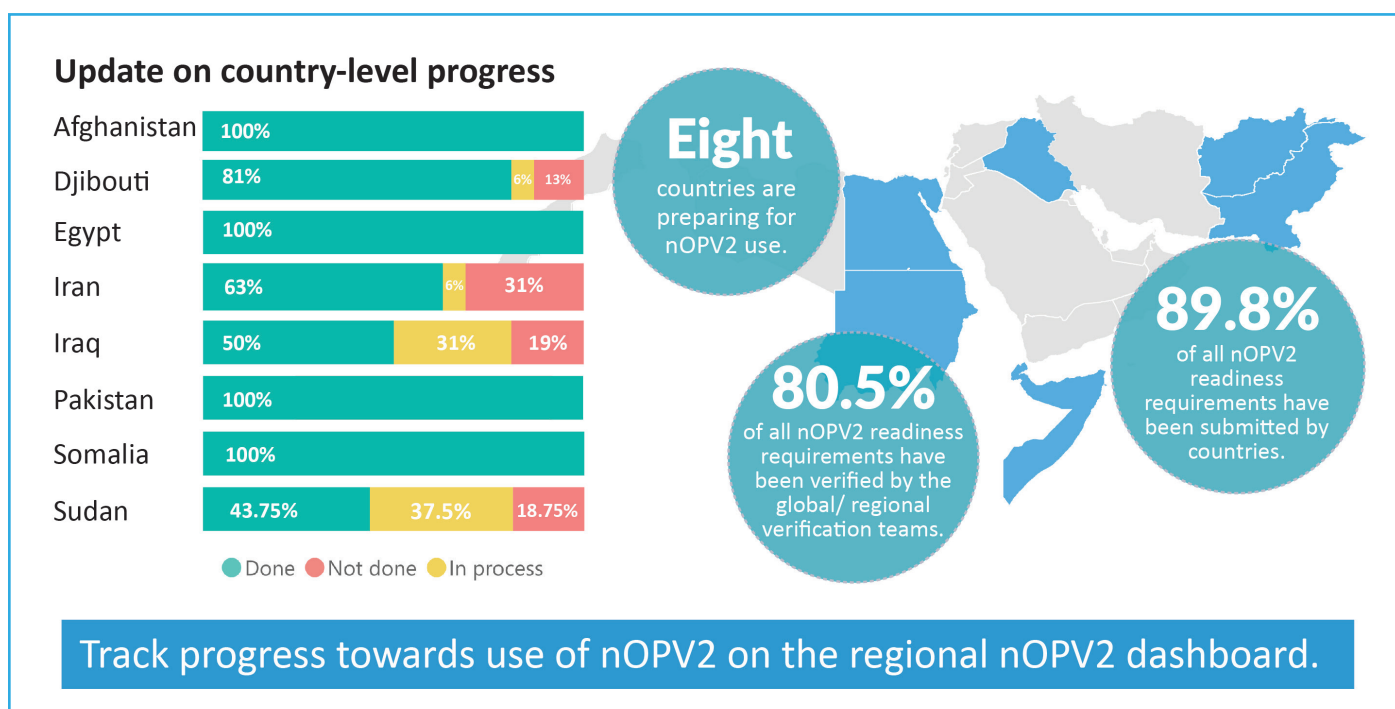 Update on country-level progress
Afghanistan 100%
Djibouti 81% 6% 13%
Egypt 100%
Iran 63% 6% 31%
Iraq 50% 31% 19%
Pakistan 100%
Somalia 100%
Sudan 43.75% 37.5% 18.75%
Done Not done In process
Eight
countries are
preparing for
nOPV2 use.
80.5%
of all nOPV2 readiness
requirements have
been verified by the
global/ regional
verification teams.
89.8%
of all nOPV2
readiness
requirements have
been submitted by
countries.
Track progress towards use of nOPV2 on the regional nOPV2 dashboard.